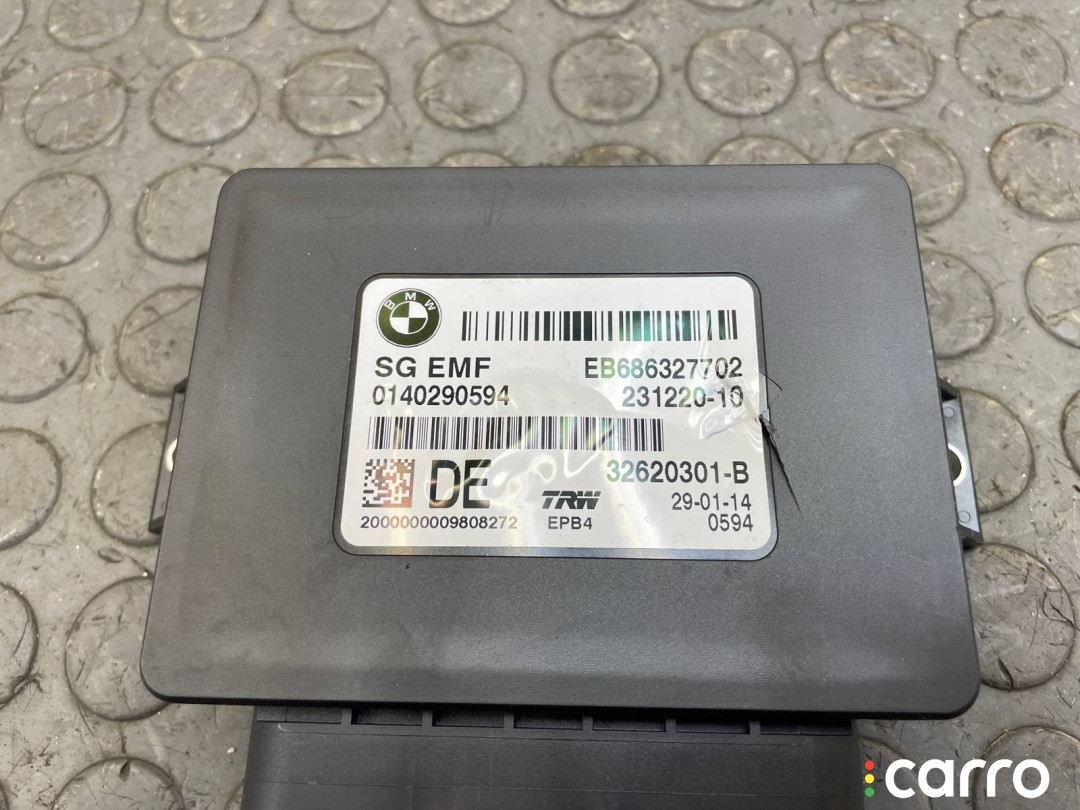 BMW
SG EMF EB686327702
0140290594 231220-10
DE 32620301-B
TRW 29-01-14
2000000009808272 EPB4 0594
carro